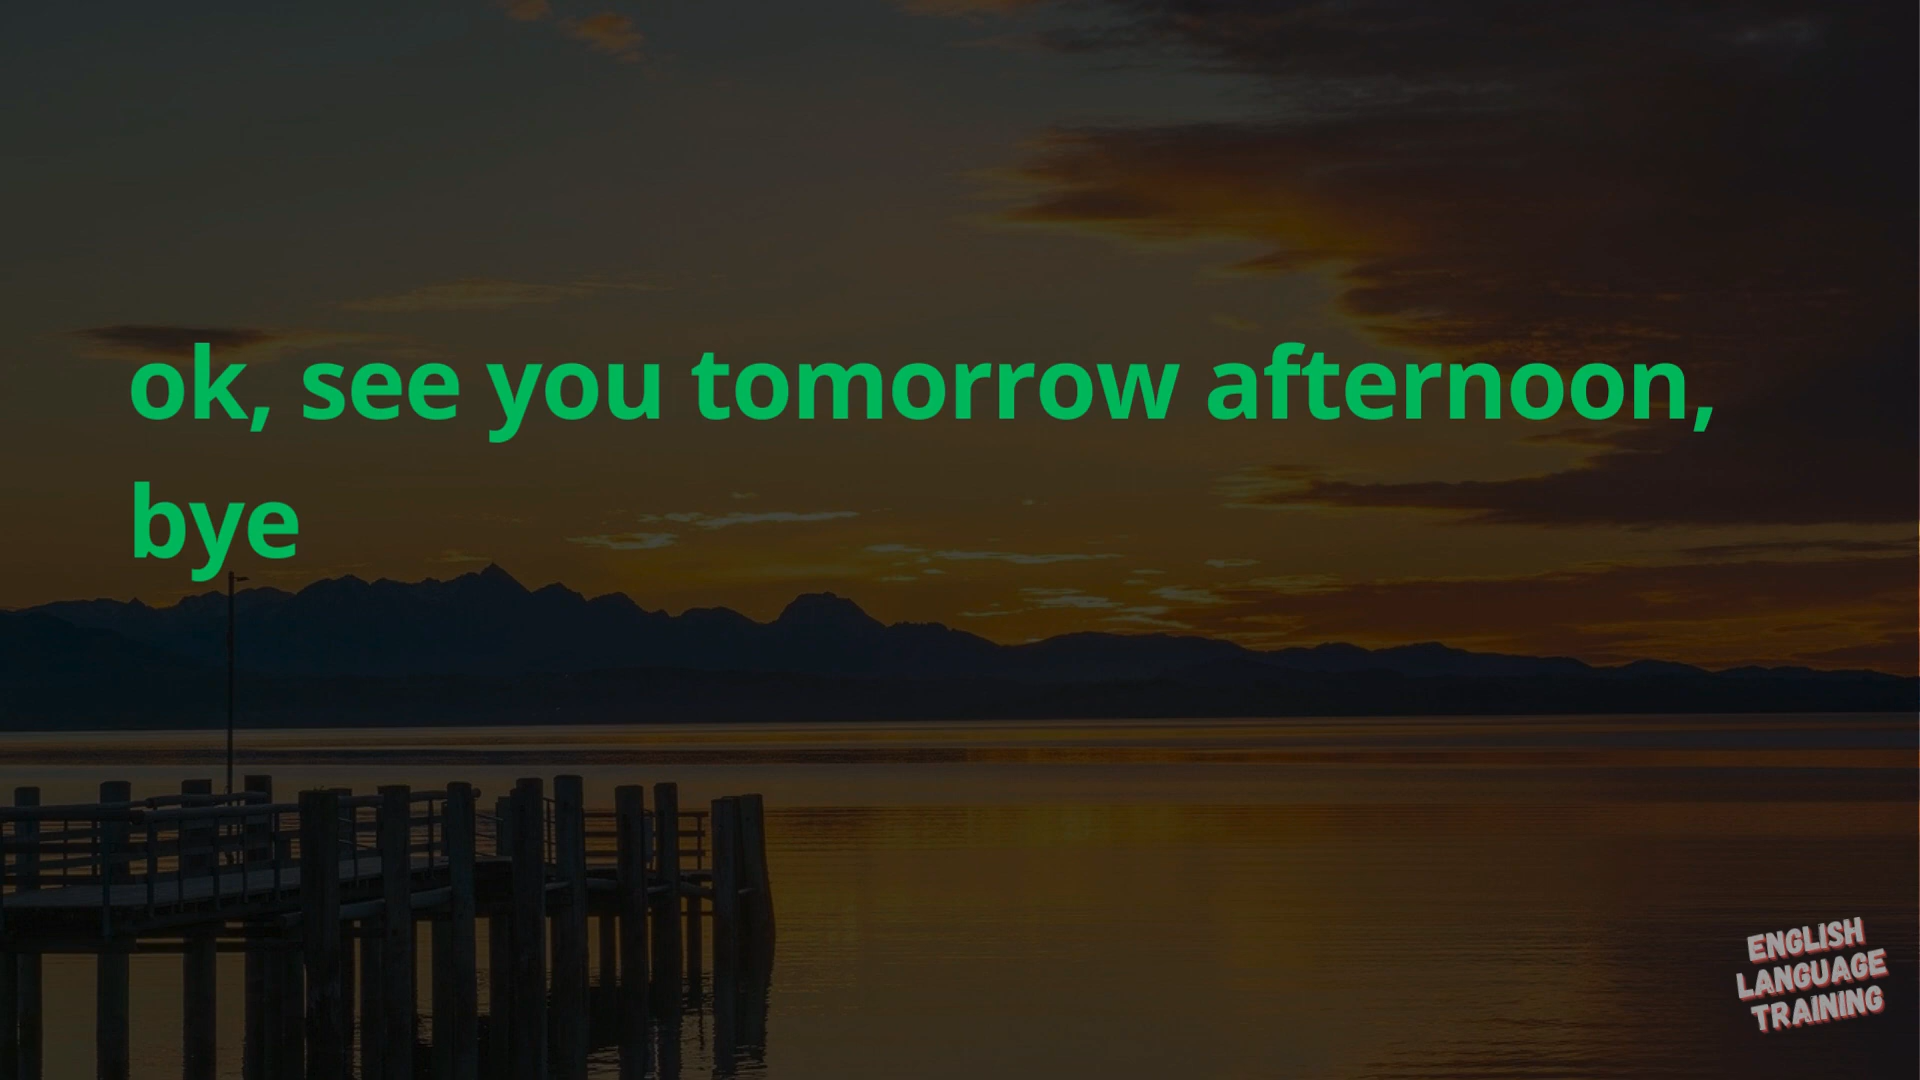 ok, see you tomorrow afternoon,
bye
ENGLISH
LANGUAGE
TRAINING